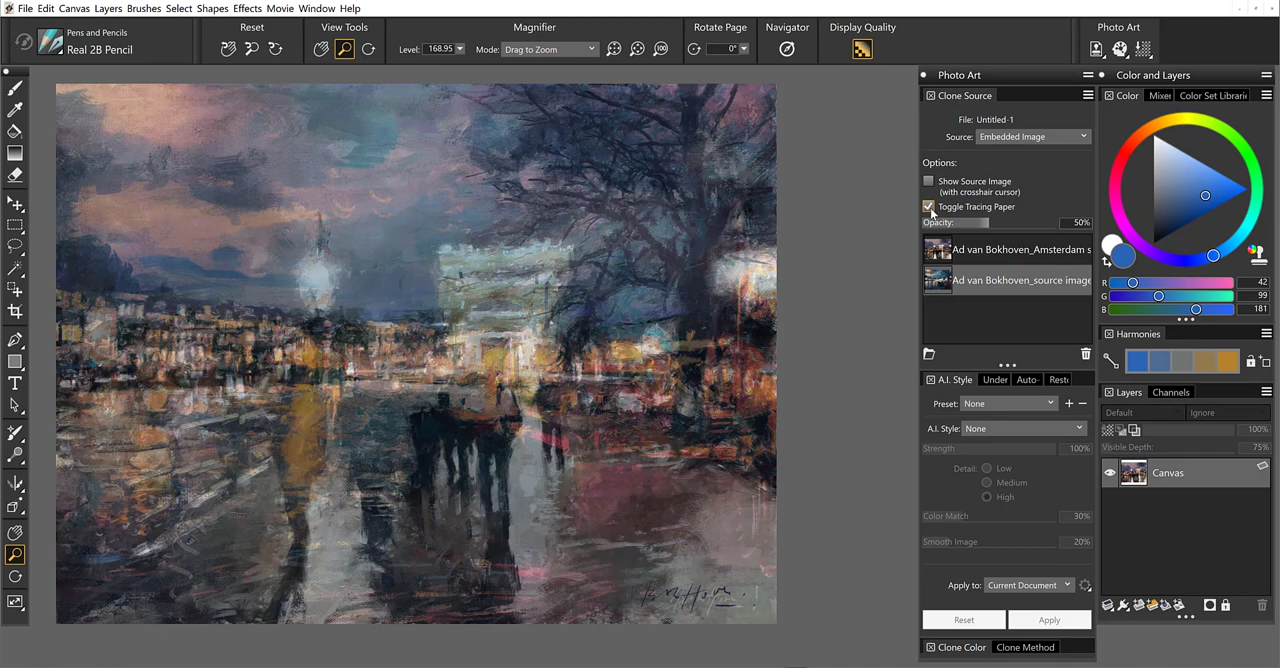 File Edit Canvas Layers Brushes Select Shapes Effects Movie Window Help
Pens and Pencils
Real 2B Pencil
Reset
View Tools
Magnifier
Level: 168.95
Mode: Drag to Zoom
100
Rotate Page
0°
Navigator
Display Quality
Photo Art
Photo Art
Clone Source
File: Untitled-1
Source: Embedded Image
Options:
Show Source Image
(with crosshair cursor)
Toggle Tracing Paper
Opacity: 50%
Ad van Bokhoven_Amsterdam s
Ad van Bokhoven_source image
A.I. Style Under Auto- Rest
Preset: None
A.I. Style: None
Strength 100%
Detail: Low
Medium
High
Color Match 30%
Smooth Image 20%
Apply to: Current Document
Reset Apply
Clone Color Clone Method
Color and Layers
Color Mixer Color Set Librari
R 42
G 99
B 181
Harmonies
Layers Channels
Default Ignore
100%
Visible Depth: 75%
Canvas